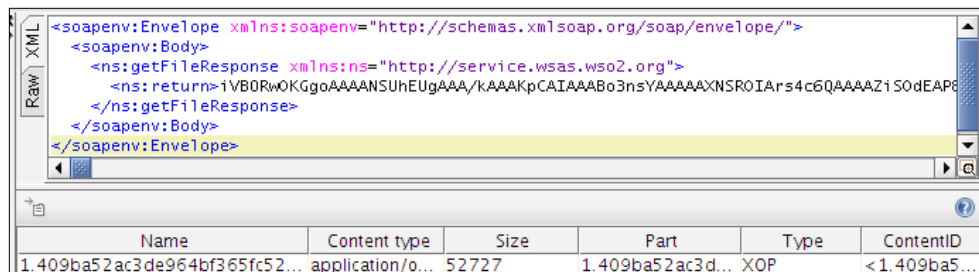 XML
Raw
<soapenv:Envelope xmlns:soapenv="http://schemas.xmlsoap.org/soap/envelope/">
<soapenv:Body>
<ns:getFileResponse xmlns:ns="http://service.wsas.wso2.org">
<ns:return>iVBORwOKGgoAAAANSUhEUgAAA/kAAAKpCAIAAABo3nsYAAAAAXNSROIArs4c6QAAAAZiSOdEAP8
</ns:getFileResponse>
</soapenv:Body>
</soapenv:Envelope>
Name Content type Size Part Type ContentID
1.409ba52ac3de964bf365fc52... application/o... 52727 1.409ba52ac3d... XOP <1.409ba5...